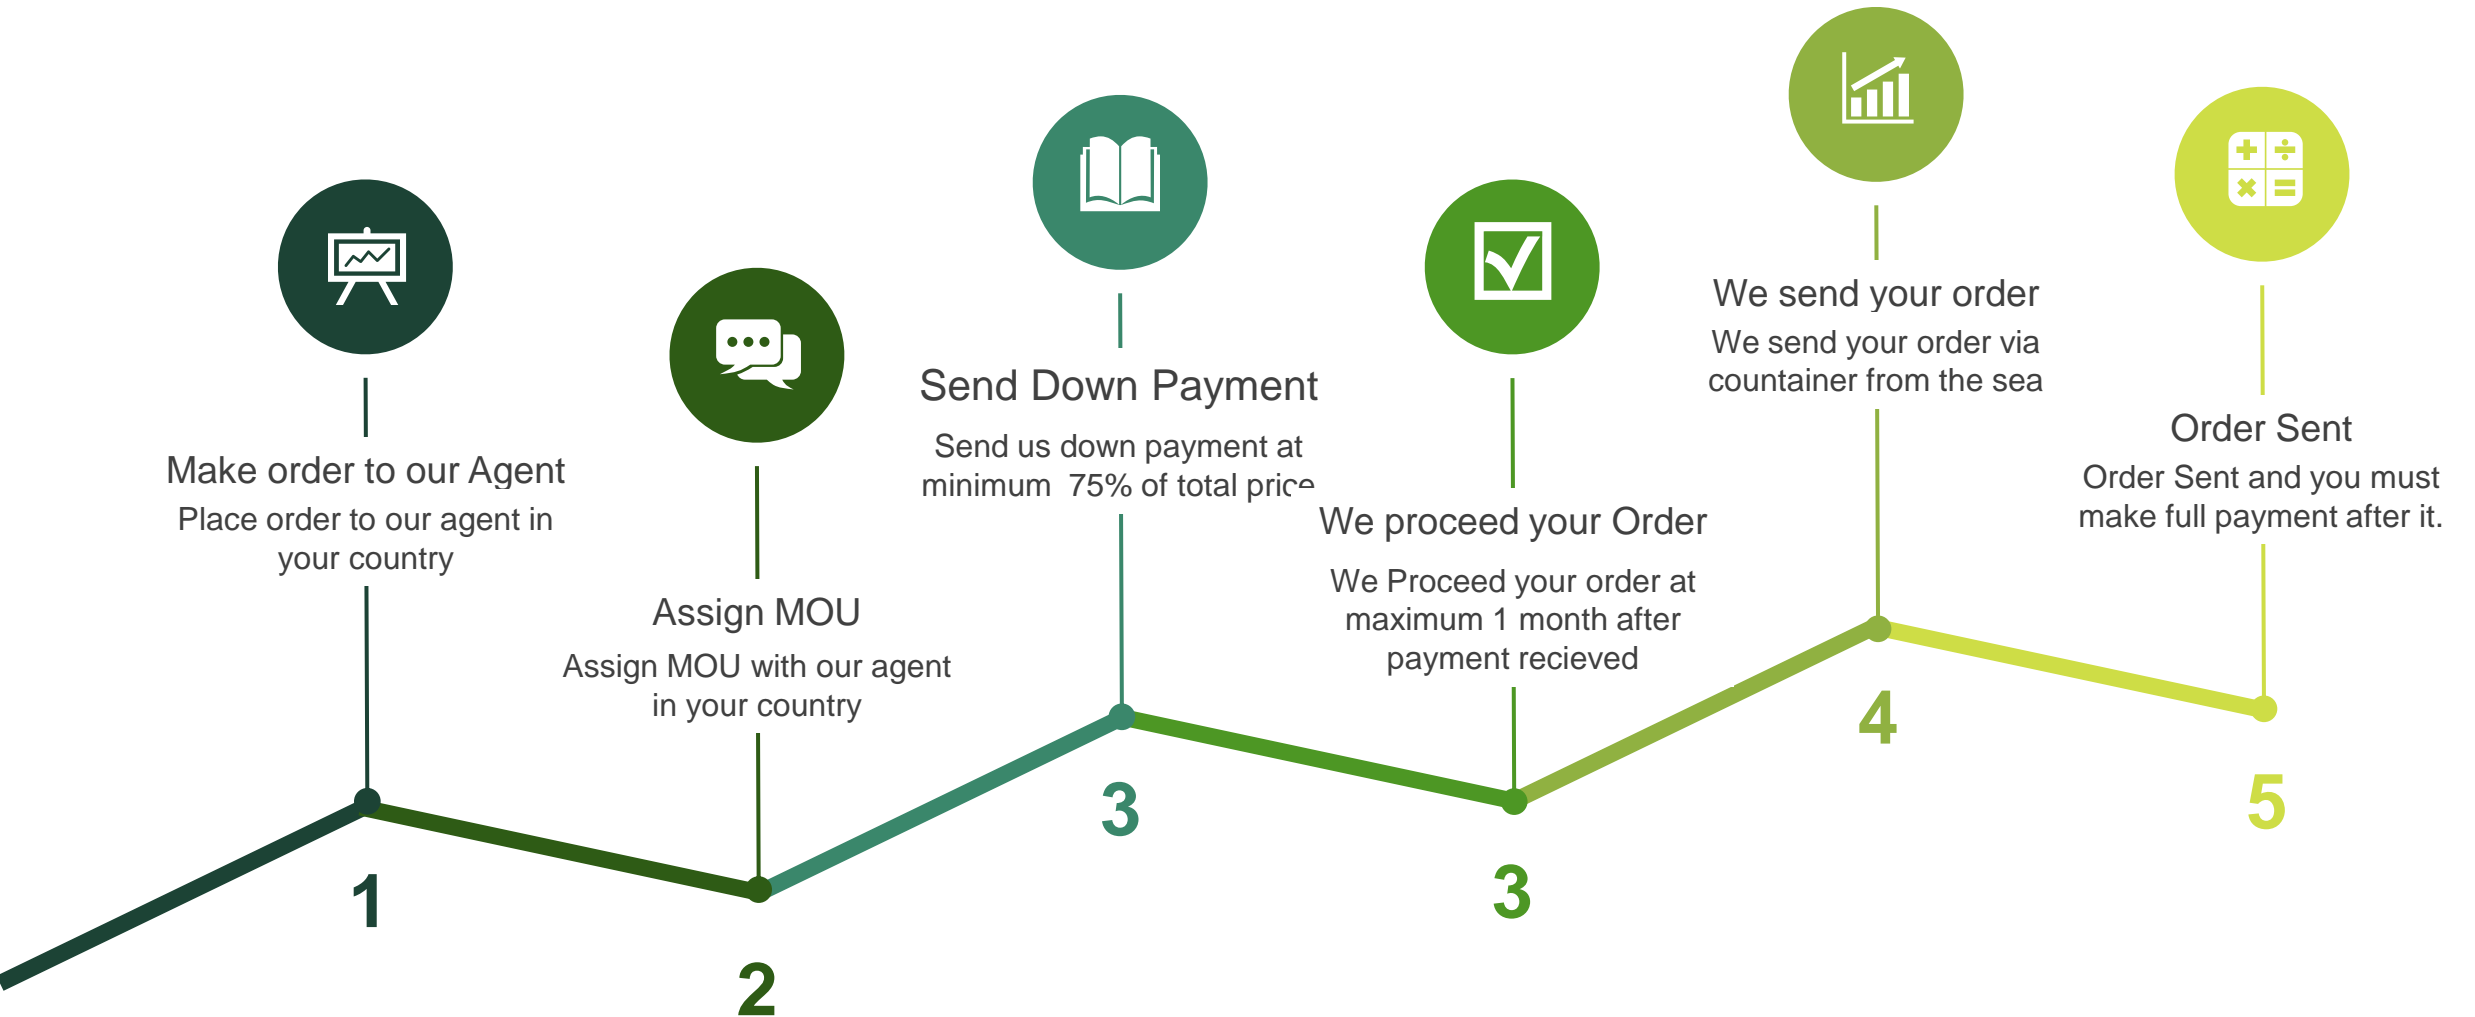 Make order to our Agent
Place order to our agent in
your country
1
Assign MOU
Assign MOU with our agent
in your country
2
Send Down Payment
Send us down payment at
minimum 75% of total price
3
We proceed your Order
We Proceed your order at
maximum 1 month after
payment recieved
3
We send your order
We send your order via
countainer from the sea
4
Order Sent
Order Sent and you must
make full payment after it.
5